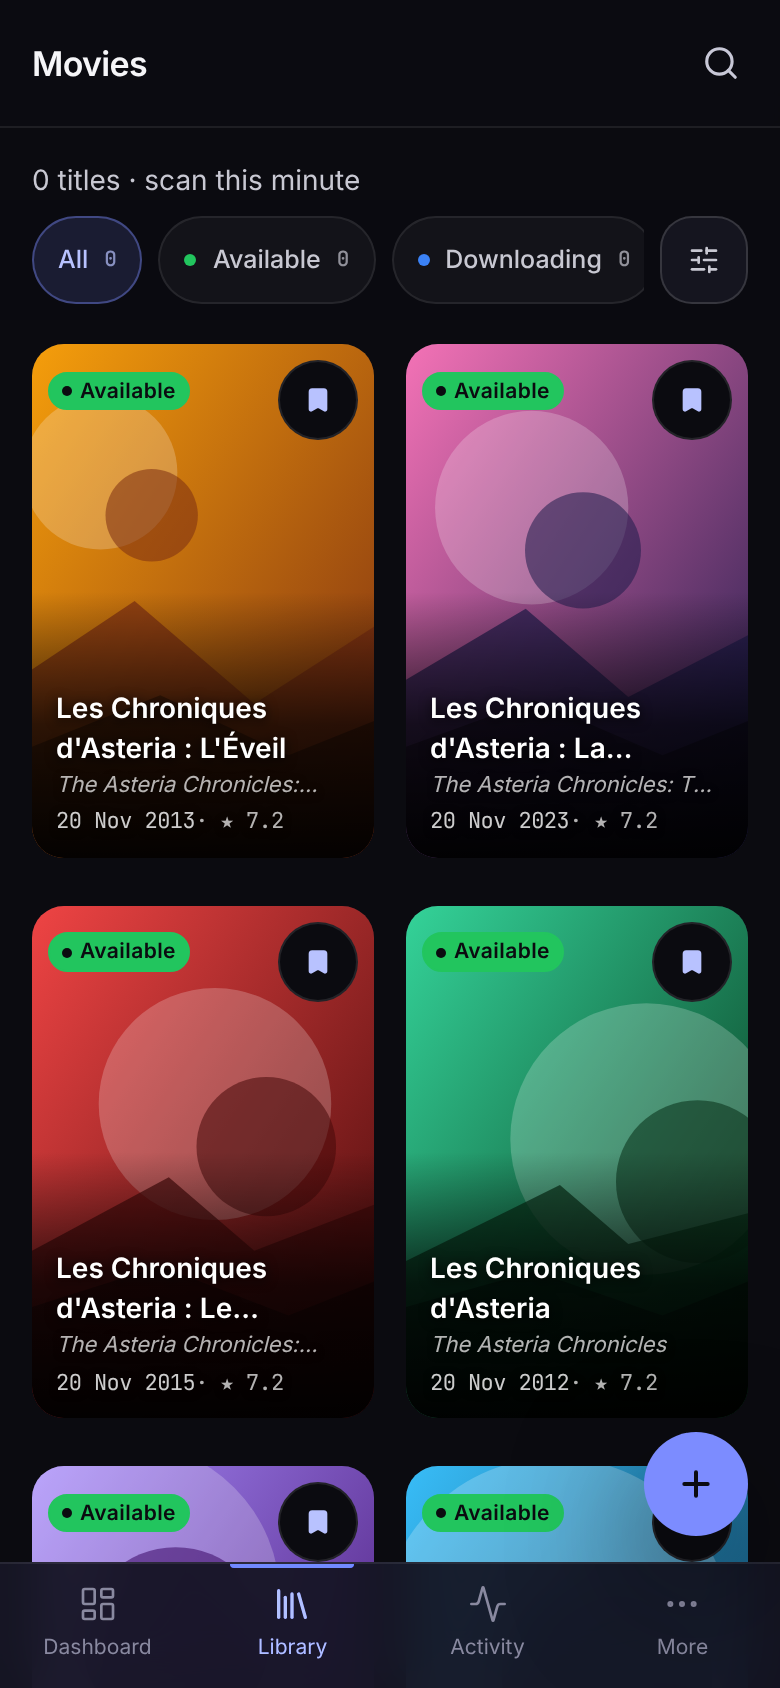 Movies
0 titles · scan this minute
All 0
Available 0
Downloading 0
Available
Les Chroniques
d'Asteria : L'Éveil
The Asteria Chronicles:...
20 Nov 2013· ★ 7.2
Available
Les Chroniques
d'Asteria : La...
The Asteria Chronicles: T...
20 Nov 2023· ★ 7.2
Available
Les Chroniques
d'Asteria : Le...
The Asteria Chronicles:...
20 Nov 2015· ★ 7.2
Available
Les Chroniques
d'Asteria
The Asteria Chronicles
20 Nov 2012· ★ 7.2
Available
Available
Dashboard
Library
Activity
More